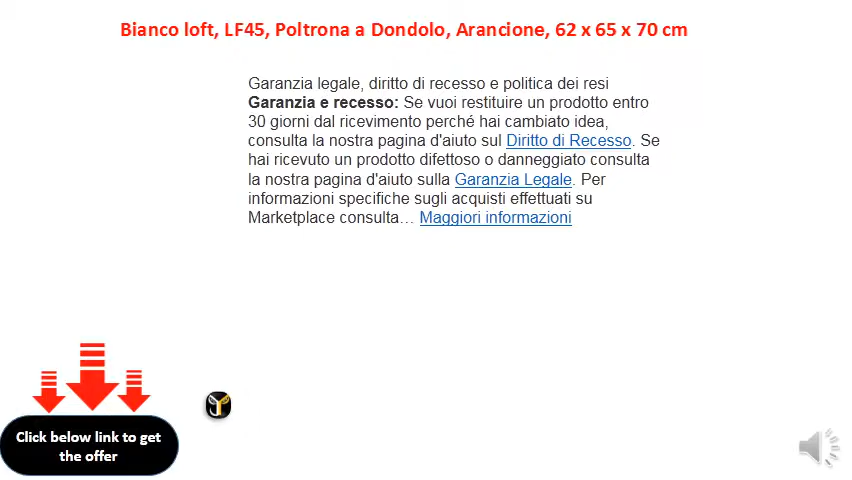 Bianco loft, LF45, Poltrona a Dondolo, Arancione, 62 x 65 x 70 cm
Garanzia legale, diritto di recesso e politica dei resi
Garanzia e recesso: Se vuoi restituire un prodotto entro
30 giorni dal ricevimento perché hai cambiato idea,
consulta la nostra pagina d'aiuto sul Diritto di Recesso. Se
hai ricevuto un prodotto difettoso o danneggiato consulta
la nostra pagina d'aiuto sulla Garanzia Legale. Per
informazioni specifiche sugli acquisti effettuati su
Marketplace consulta… Maggiori informazioni
Click below link to get
the offer